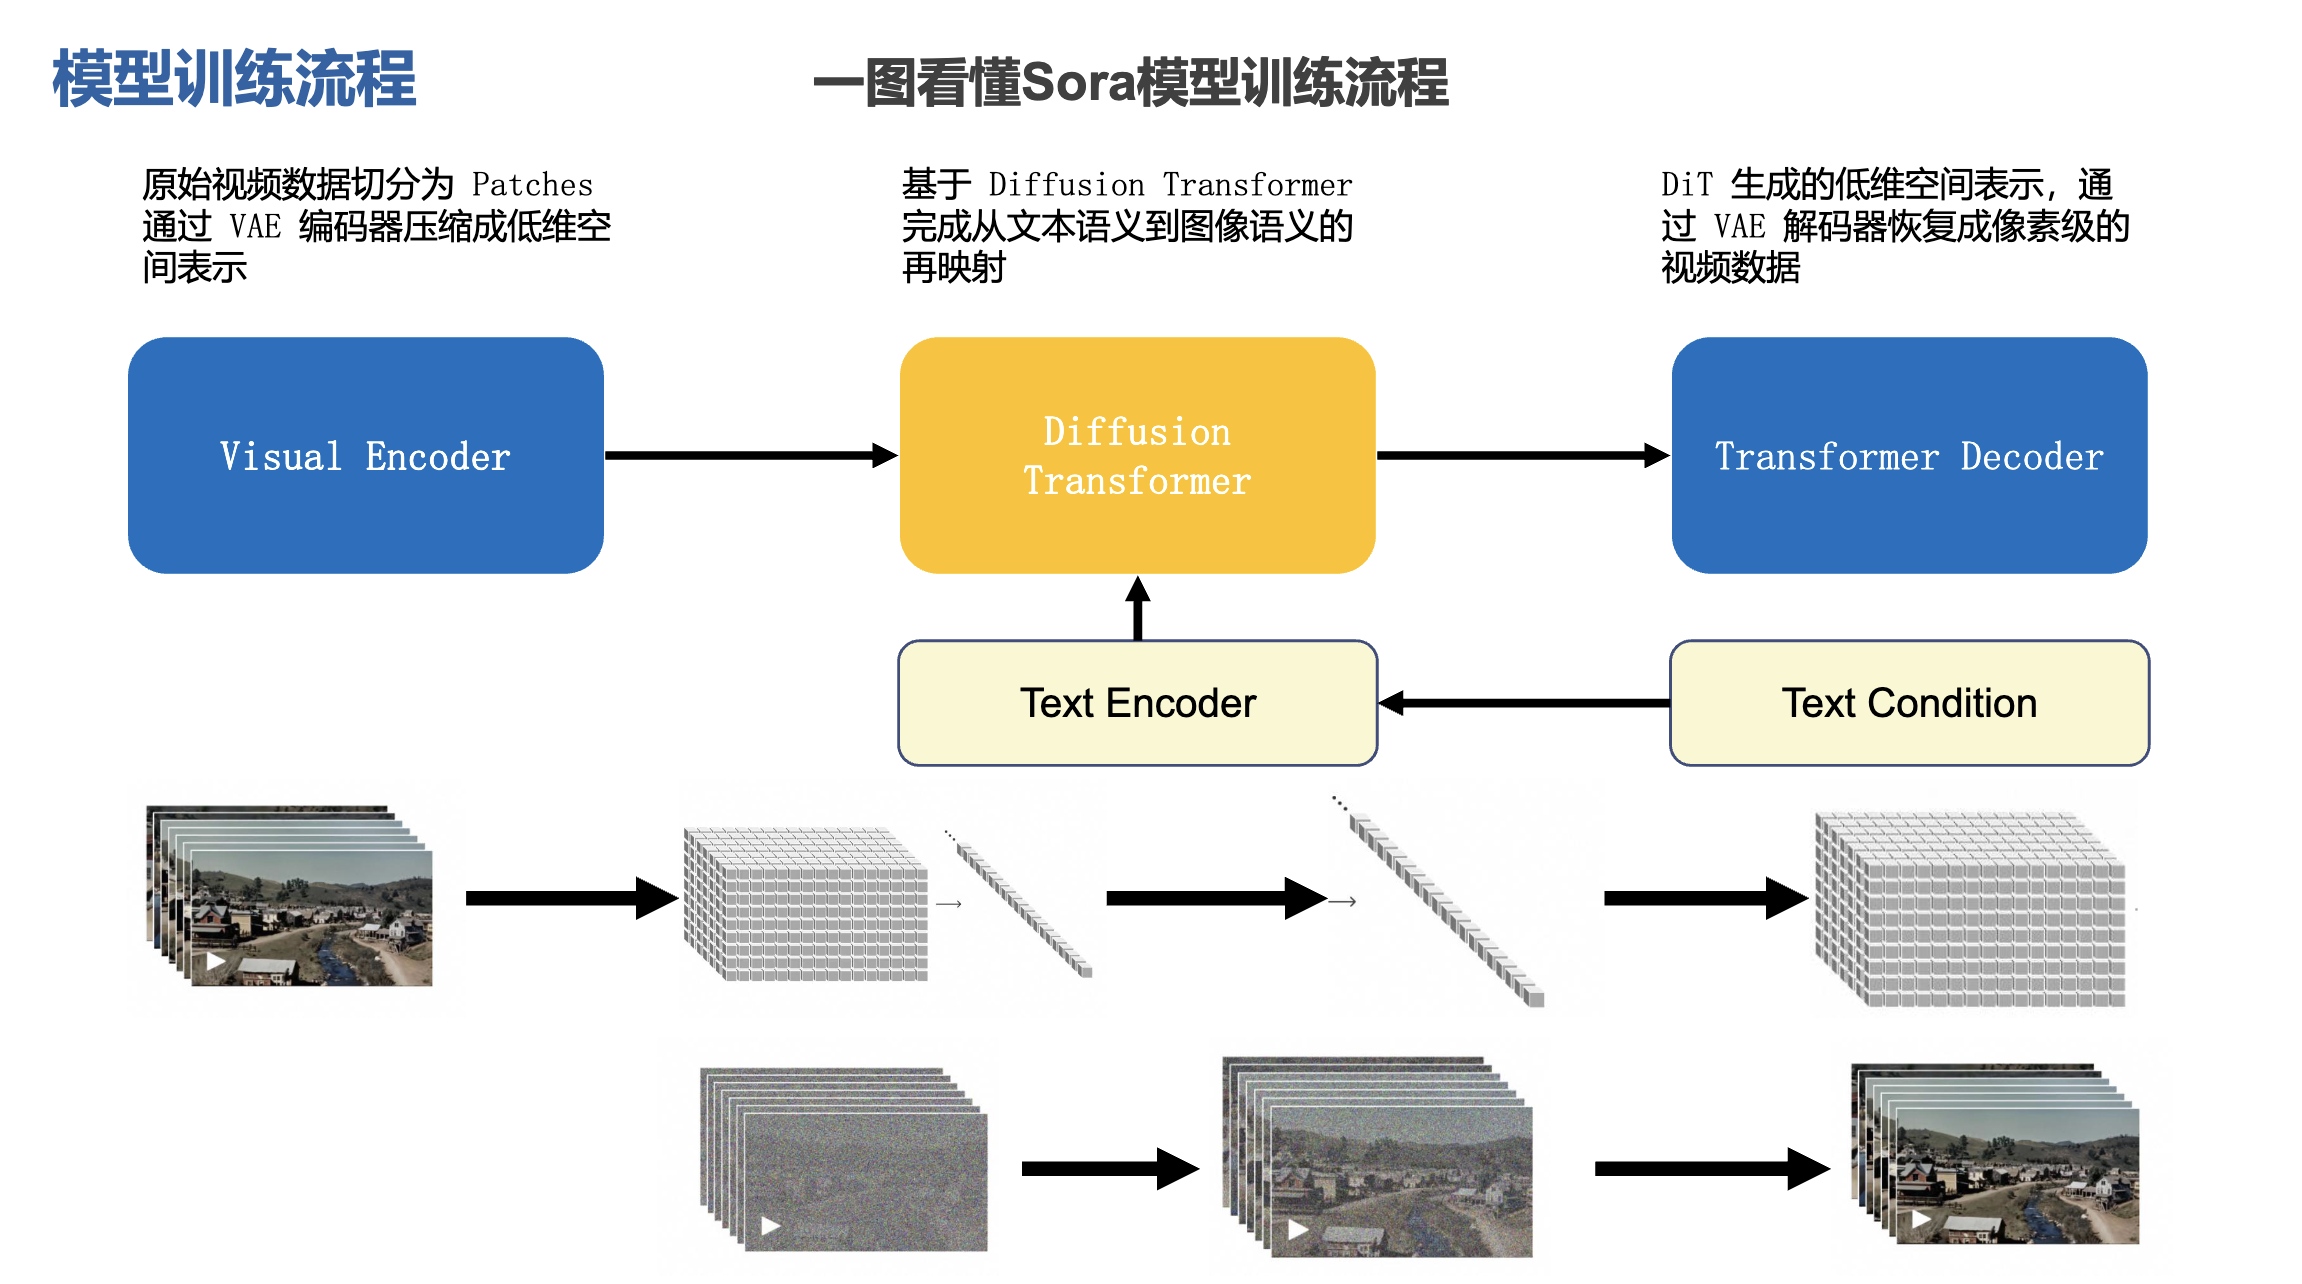 模型训练流程
一图看懂Sora模型训练流程
原始视频数据切分为 Patches
通过 VAE 编码器压缩成低维空
间表示
基于 Diffusion Transformer
完成从文本语义到图像语义的
再映射
DiT 生成的低维空间表示，通
过 VAE 解码器恢复成像素级的
视频数据
Visual Encoder
Diffusion
Transformer
Transformer Decoder
Text Encoder
Text Condition